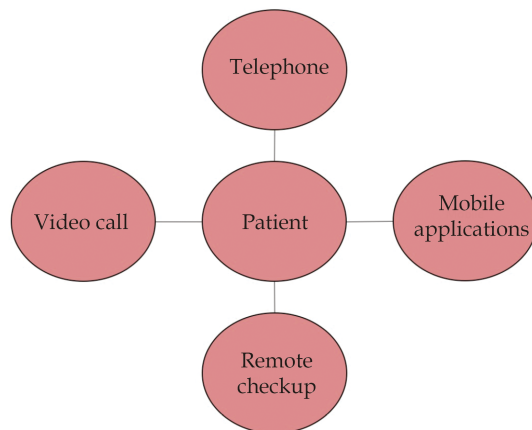 Telephone
Video call
Patient
Mobile
applications
Remote
checkup